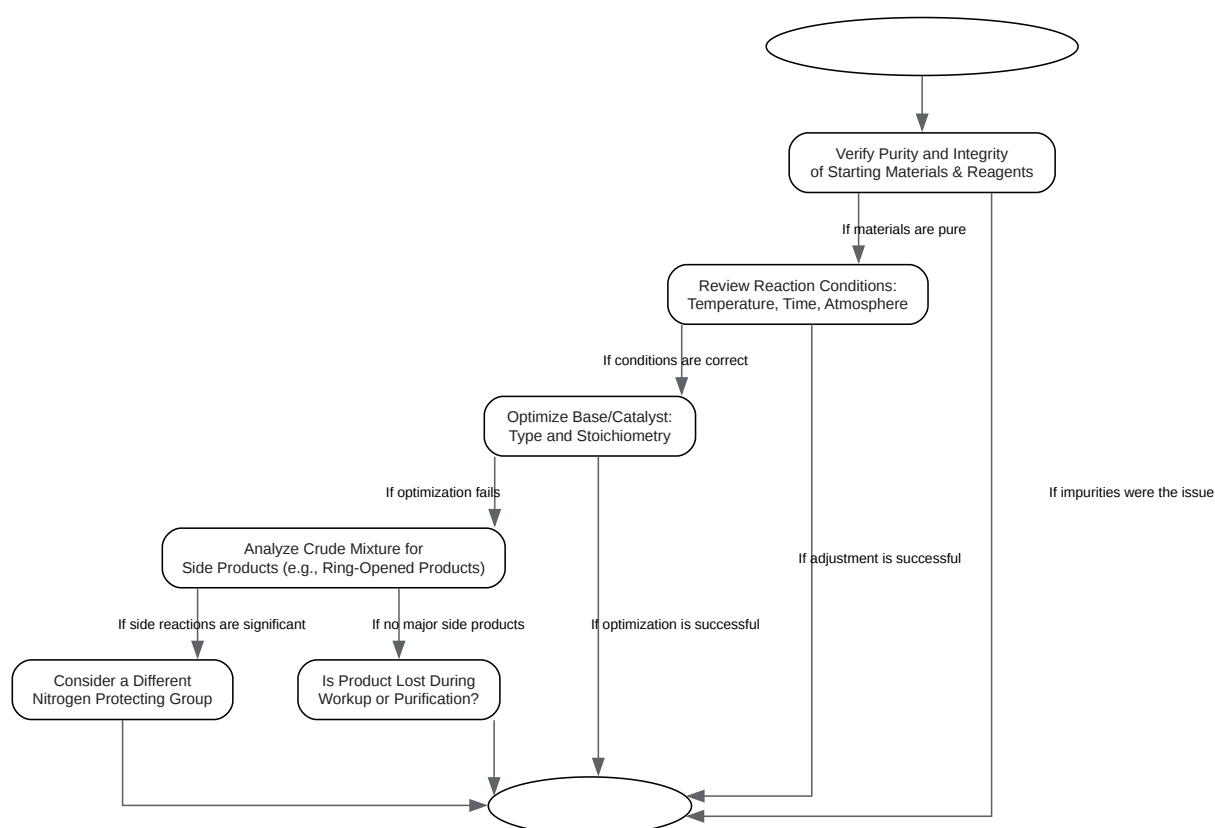 Verify Purity and Integrity
of Starting Materials & Reagents
If materials are pure
Review Reaction Conditions:
Temperature, Time, Atmosphere
If conditions are correct
Optimize Base/Catalyst:
Type and Stoichiometry
If optimization fails
If impurities were the issue
Analyze Crude Mixture for
Side Products (e.g., Ring-Opened Products)
If adjustment is successful
If side reactions are significant
If no major side products
If optimization is successful
Consider a Different
Nitrogen Protecting Group
Is Product Lost During
Workup or Purification?